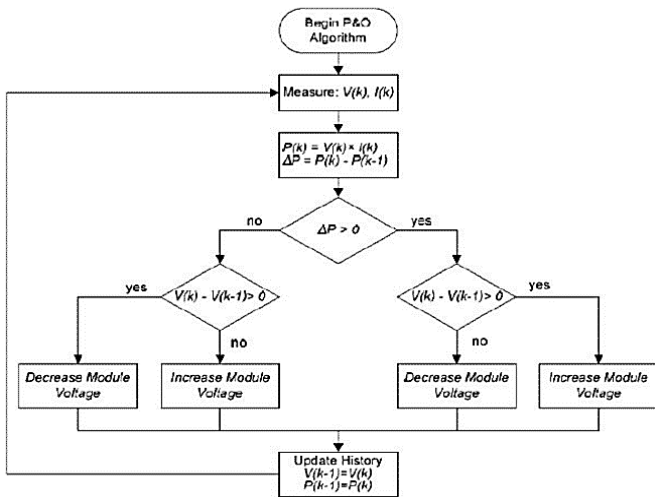 Begin P&O
Algorithm
Measure: V(k), I(k)
P(k) = V(k)* I(k)
ΔP = P(k) - P(k-1)
no
ΔP > 0
yes
yes
V(k) - V(k-1)> 0
no
V(k) - V(k-1)> 0
yes
no
Decrease Module
Voltage
Increase Module
Voltage
Decrease Module
Voltage
Increase Module
Voltage
Update History
V(k-1)=V(k)
P(k-1)=P(k)